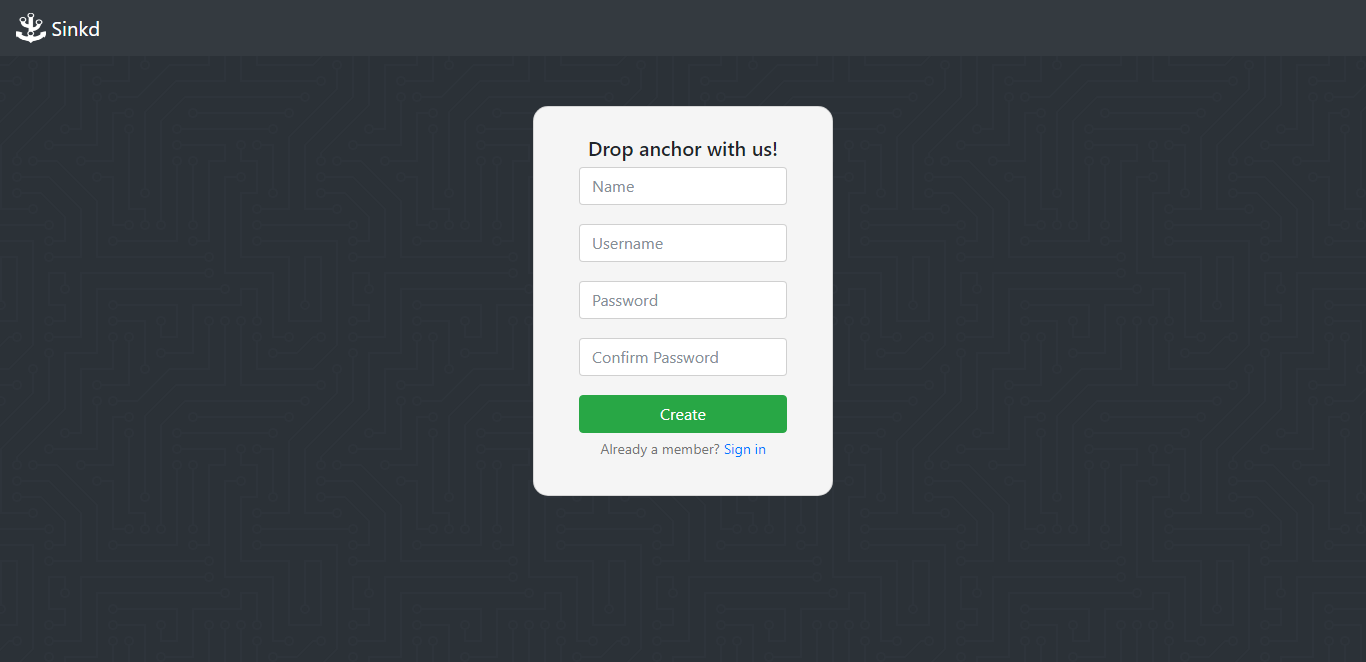 Sinkd
Drop anchor with us!
Name
Username
Password
Confirm Password
Create
Already a member? Sign in